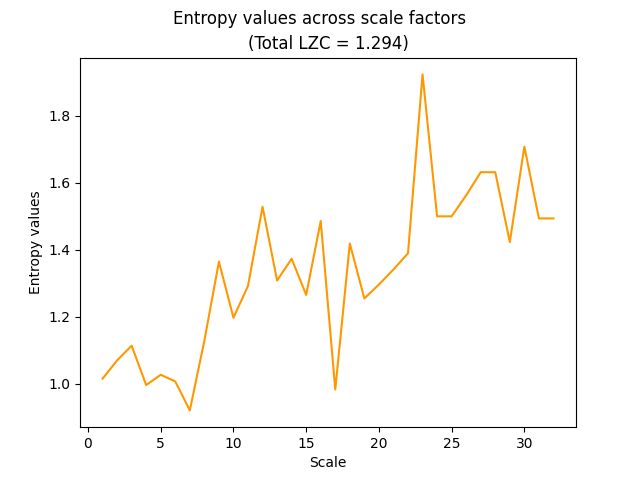 Entropy values across scale factors
(Total LZC = 1.294)
Entropy values
1.8
1.6
1.4
1.2
1.0
0 5 10 15 20 25 30
Scale